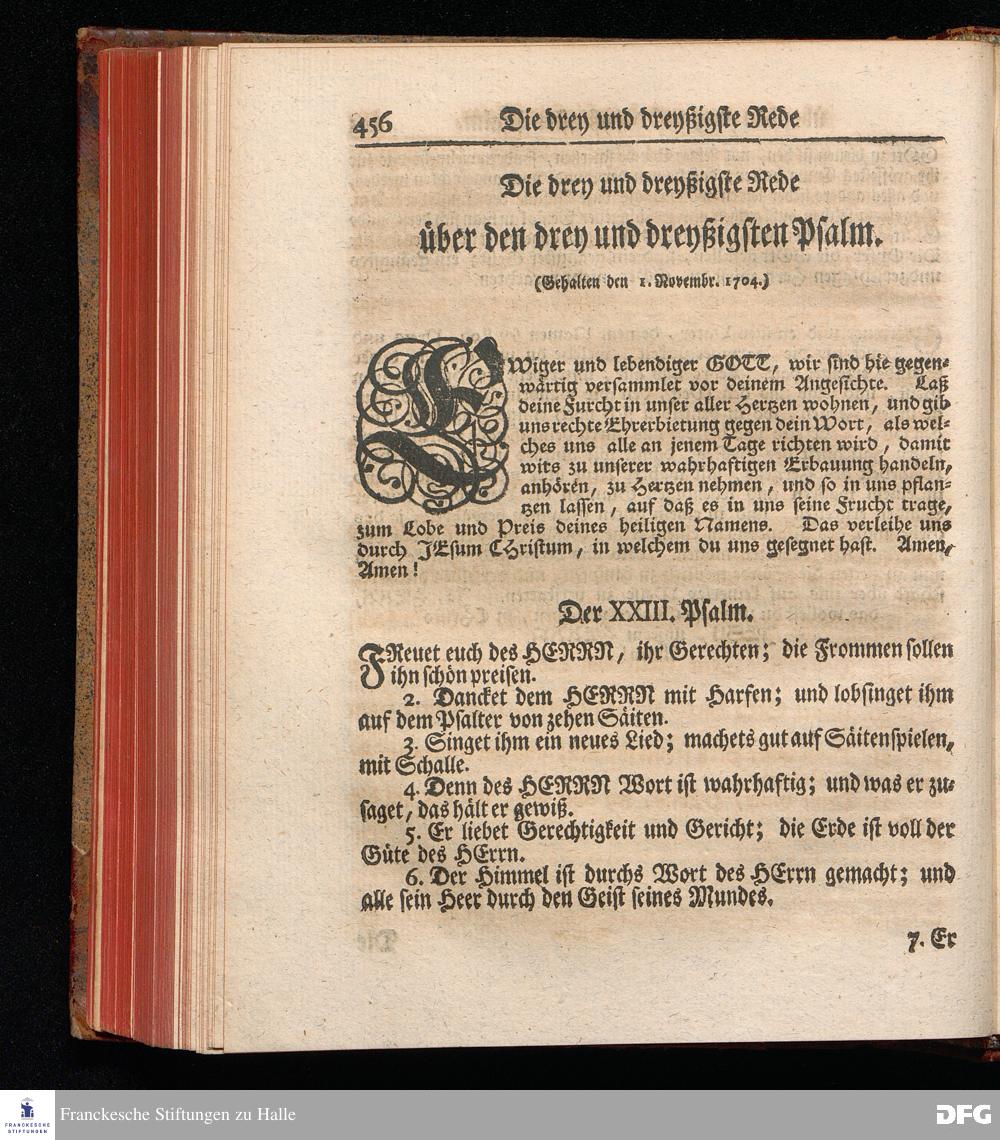 456 Die drey und dreyßigste Rede
Die drey und dreyßigste Rede
über den drey und dreyßigsten Psalm.
(Gehalten den 1. Novembr. 1704.)
EWiger und lebendiger GOTT, wir sind hie gegen-
wärtig versammlet vor deinem Angesichte. Laß
deine Furcht in unser aller Hertzen wohnen, und gib
uns rechte Ehrerbietung gegen dein Wort, als wel-
ches uns alle an jenem Tage richten wird, damit
wirs zu unserer wahrhaftigen Erbauung handeln,
anhören, zu Hertzen nehmen, und so in uns pflan-
tzen lassen, auf daß es in uns seine Frucht trage,
zum Lobe und Preis deines heiligen Namens. Das verleihe uns
durch JEsum CHristum, in welchem du uns gesegnet hast. Amen,
Amen!
Der XXIII. Psalm.
FReuet euch des HERRN, ihr Gerechten; die Frommen sollen
ihn schön preisen.
2. Dancket dem HERRN mit Harfen; und lobsinget ihm
auf dem Psalter von zehen Säiten.
3. Singet ihm ein neues Lied; machets gut auf Säitenspielen,
mit Schalle.
4. Denn des HERRN Wort ist wahrhaftig; und was er zu-
saget, das hält er gewiß.
5. Er liebet Gerechtigkeit und Gericht; die Erde ist voll der
Güte des HErrn.
6. Der Himmel ist durchs Wort des HErrn gemacht; und
alle sein Heer durch den Geist seines Mundes.
7. Er
FRANCKESCHE
STIFTUNGEN
Franckesche Stiftungen zu Halle
DFG